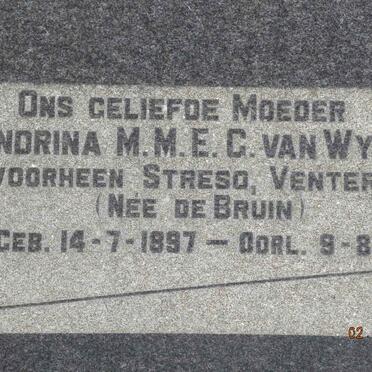 ONS GELIEFDE MOEDER
NDRINA M.M.E.C. VAN WY
VOORHEEN STRESO, VENTER
(NÉE DE BRUIN)
GEB. 14-7-1897 — OORL. 9-8
02